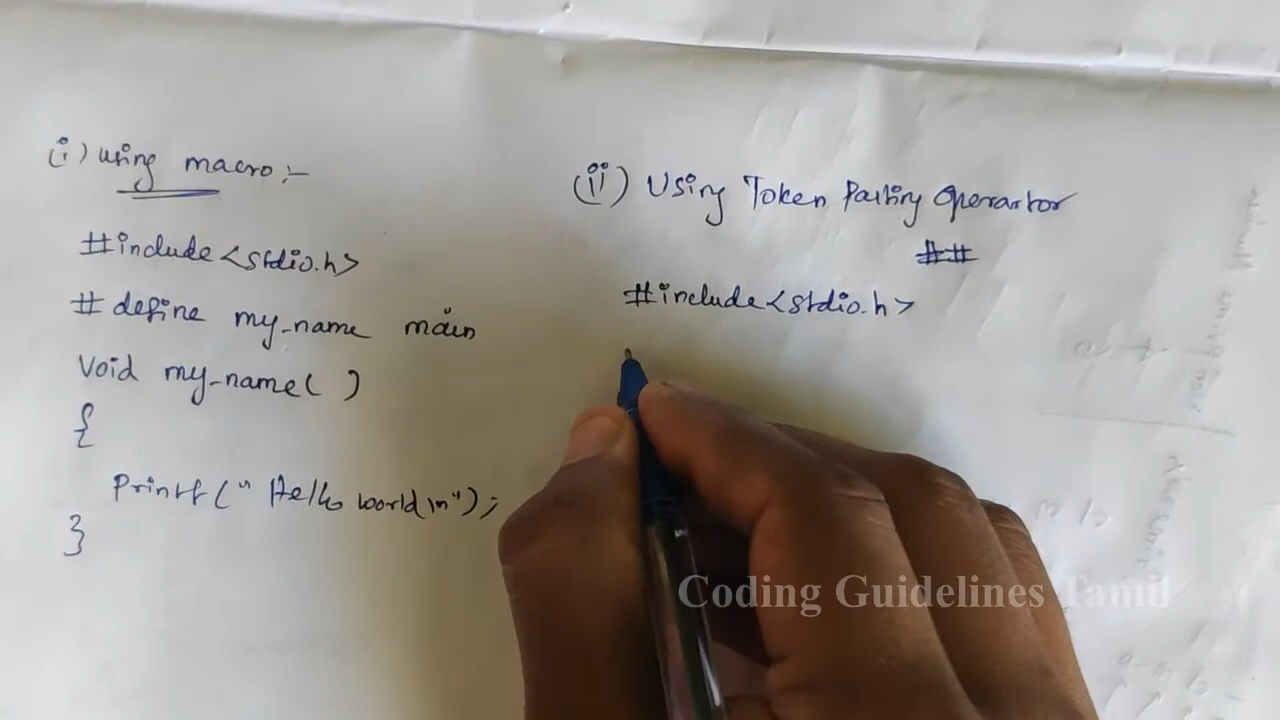 (i) Using macro:-
#include <stdio.h>
# define my_name main
Void my_name( )
{
Printf (" Hello world \n");
}
(ii) Using Token Pasting Operartor
##
#include <stdio.h>
Coding Guidelines Tamil